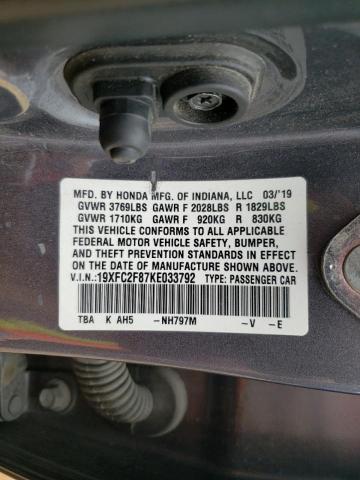 MFD. BY HONDA MFG. OF INDIANA, LLC 03/'19
GVWR 3769LBS GAWR F 2028LBS R 1829LBS
GVWR 1710KG GAWR F 920KG R 830KG
THIS VEHICLE CONFORMS TO ALL APPLICABLE
FEDERAL MOTOR VEHICLE SAFETY, BUMPER,
AND THEFT PREVENTION STANDARDS IN EFFECT
ON THE DATE OF MANUFACTURE SHOWN ABOVE.
V.I.N.: 19XFC2F87KE033792 TYPE: PASSENGER CAR
TBA K AH5 -NH797M -V -E